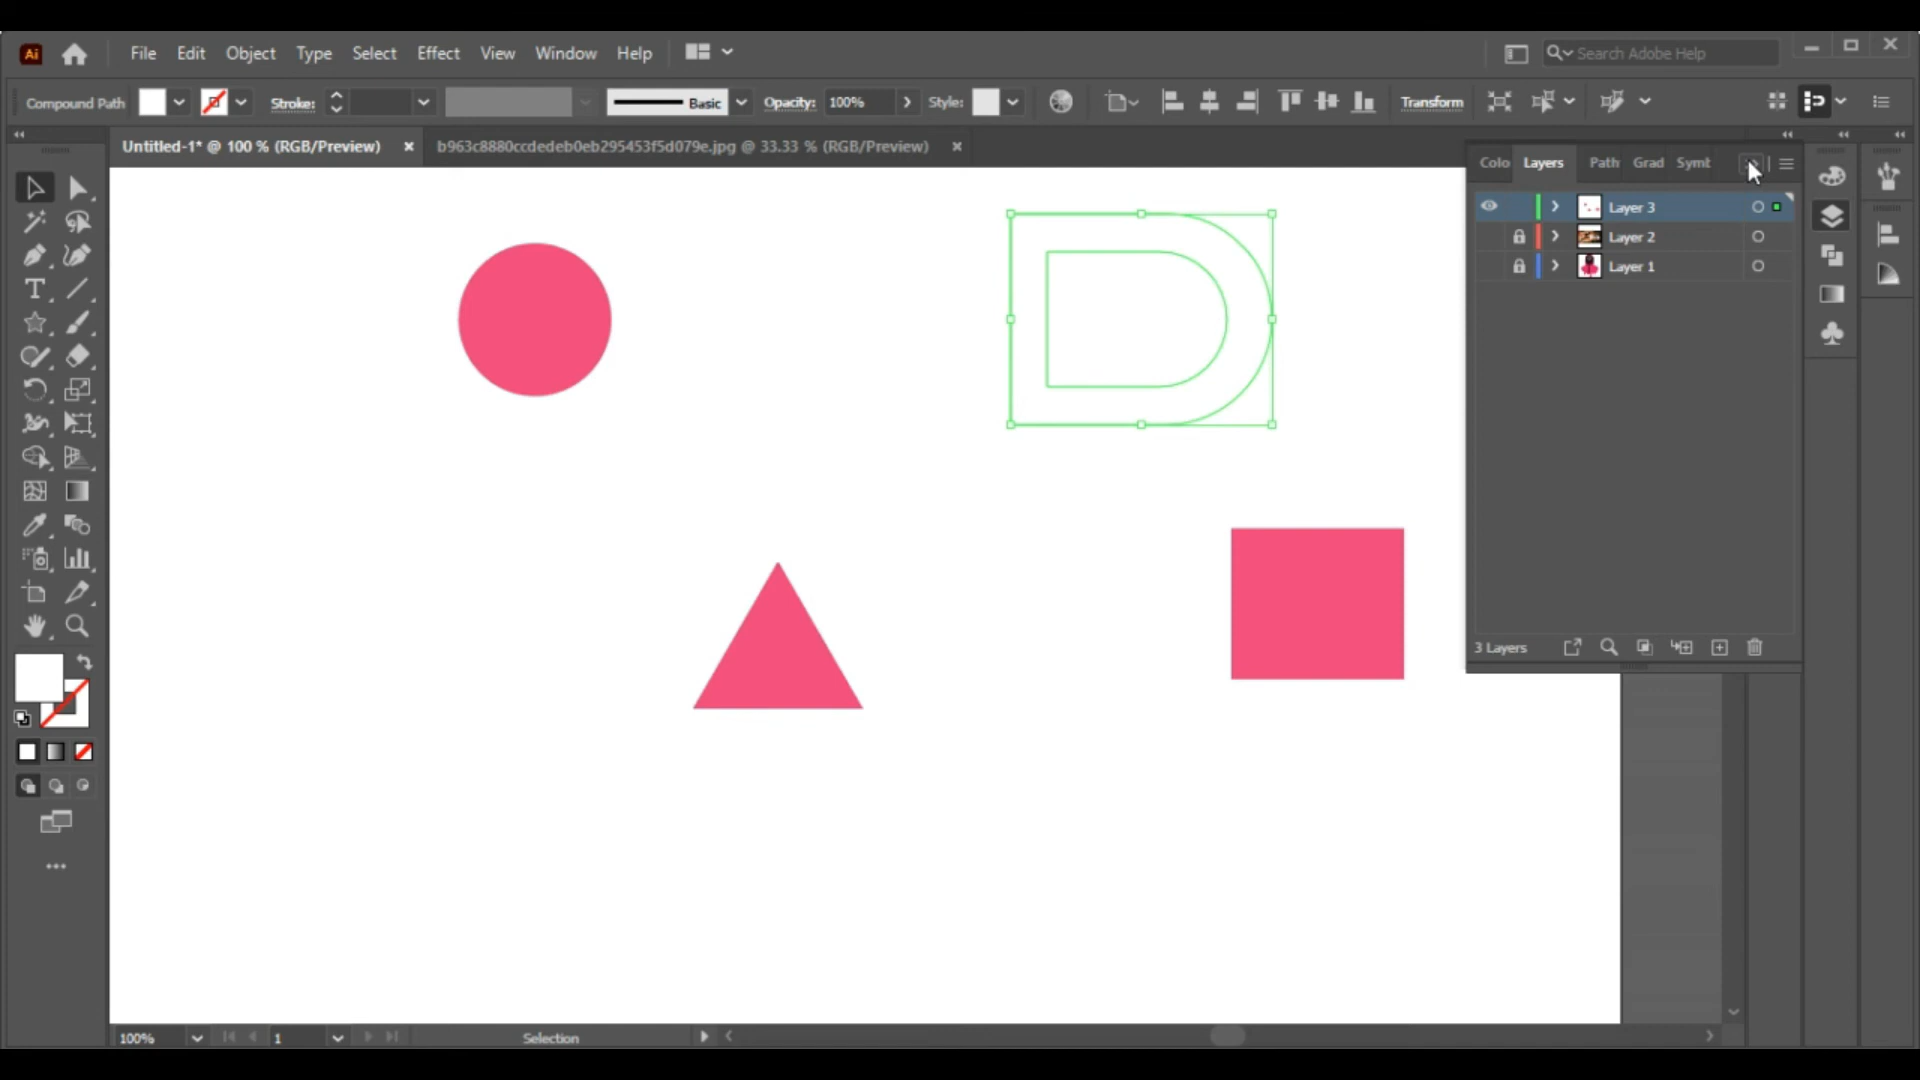 Ai File Edit Object Type Select Effect View Window Help Search Adobe Help
Compound Path Stroke: Basic Opacity: 100% Style: Transform
Untitled-1* @ 100 % (RGB/Preview) × b963c8880ccdedeb0eb295453f5d079e.jpg @ 33.33 % (RGB/Preview) ×
Colo Layers Path Grad Symb
Layer 3
Layer 2
Layer 1
D
3 Layers
100% 1 Selection